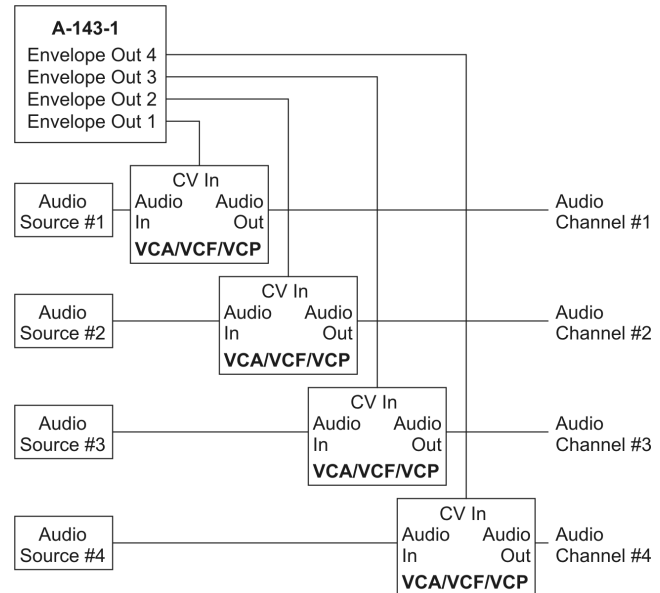 A-143-1
Envelope Out 4
Envelope Out 3
Envelope Out 2
Envelope Out 1
Audio
Source #1
CV In
Audio Audio
In Out
VCA/VCF/VCP
Audio
Channel #1
Audio
Source #2
CV In
Audio Audio
In Out
VCA/VCF/VCP
Audio
Channel #2
Audio
Source #3
CV In
Audio Audio
In Out
VCA/VCF/VCP
Audio
Channel #3
Audio
Source #4
CV In
Audio Audio
In Out
VCA/VCF/VCP
Audio
Channel #4